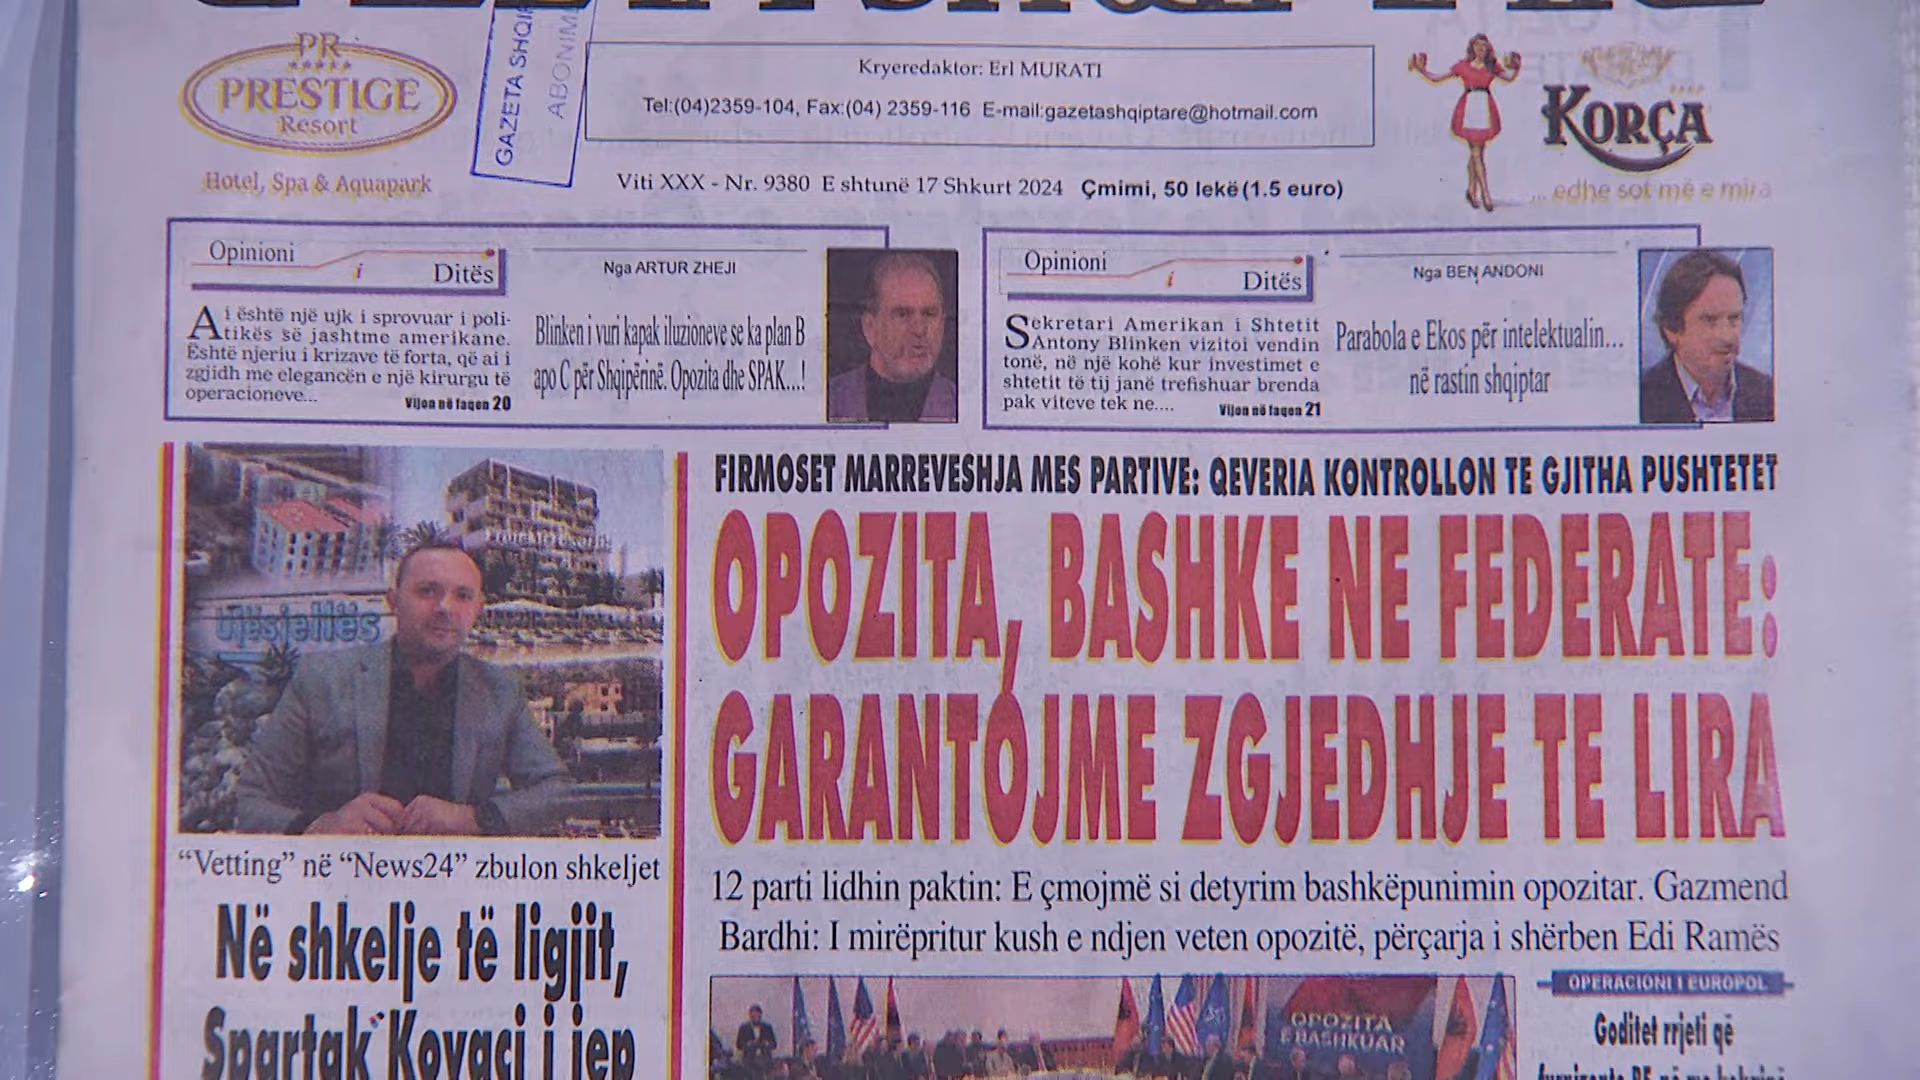 PR
PRESTIGE
Resort
Hotel, Spa & Aquapark
GAZETA
ABONIM
Kryeredaktor: Erl MURATI
Tel:(04)2359-104, Fax:(04) 2359-116 E-mail:gazetashqiptare@hotmail.com
KORÇA
...edhe sot më e mira
Viti XXX - Nr. 9380 E shtunë 17 Shkurt 2024 Çmimi, 50 lekë (1.5 euro)
Opinioni
i
Ditës
Ai është një ujk i sprovuar i poli-
tikës së jashtme amerikane.
Është njeriu i krizave të forta, që ai i
zgjidh me elegancën e një kirurgu të
operacioneve...
Vijon në faqen 20
Nga ARTUR ZHEJI
Blinken i vuri kapak iluzioneve se ka plan B
apo C për Shqipërinë. Opozita dhe SPAK...!
Opinioni
i
Ditës
Sekretari Amerikan i Shtetit
Antony Blinken vizitoi vendin
tonë, në një kohë kur investimet e
shtetit të tij janë trefishuar brenda
pak viteve tek ne....
Vijon në faqen 21
Nga BEN ANDONI
Parabola e Ekos për intelektualin...
në rastin shqiptar
ujësjellës
"Vetting" në "News24" zbulon shkeljet
Në shkelje të ligjit,
Spartak Kovaçi i jep
FIRMOSET MARREVESHJA MES PARTIVE: QEVERIA KONTROLLON TE GJITHA PUSHTETET
OPOZITA, BASHKE NE FEDERATE:
GARANTOJME ZGJEDHJE TE LIRA
12 parti lidhin paktin: E çmojmë si detyrim bashkëpunimin opozitar. Gazmend
Bardhi: I mirëpritur kush e ndjen veten opozitë, përçarja i shërben Edi Ramës
OPOZITA
E BASHKUAR
OPERACIONI I EUROPOL
Goditet rrjeti që